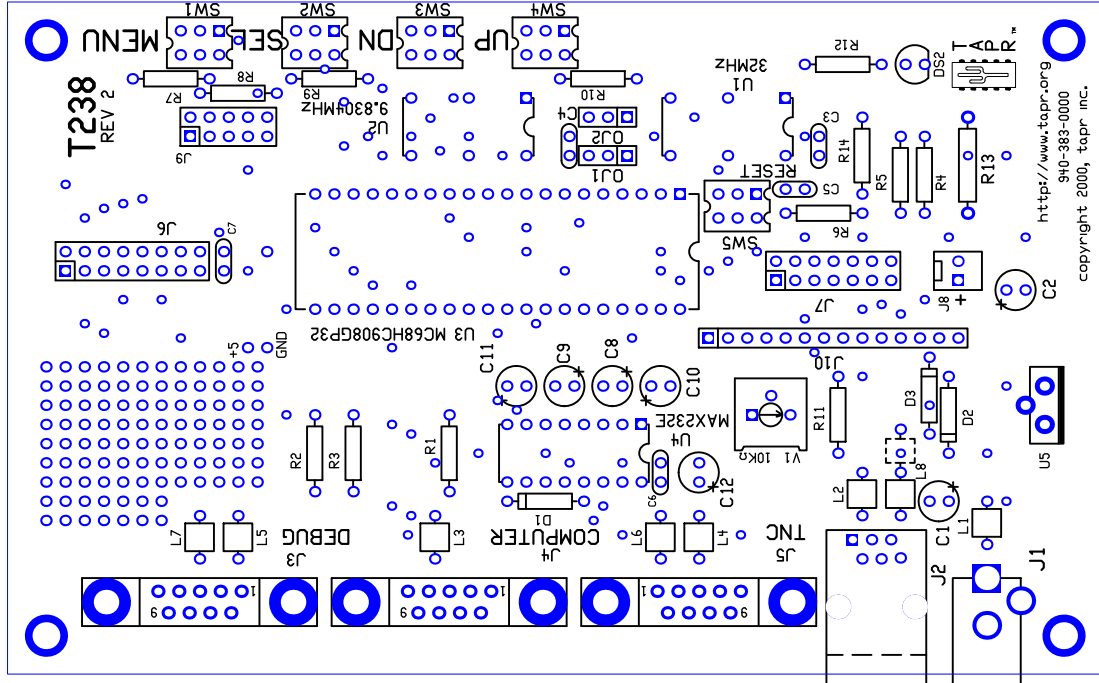 SW1
SW2
SW3
SW4
MENU
SEL
DN
UP
R12
DS2
TAPR™
32MHz
U1
R7
R8
R9
9.8304MHz
U2
R10
C4
OJ2
OJ1
C3
T238
REV 2
J9
R14
R5
R4
R13
http://www.tapr.org
940-383-0000
copyright 2000, tapr inc.
RESET
C5
R6
SW5
J6
C7
J7
J8
+
C2
+
U3 MC68HC908GP32
+5
GND
C11
C9
C8
C10
+
+
+
+
J10
MAX232E
U4
V1 10KΩ
R11
D3
D2
U5
R2
R3
R1
C6
C12
+
L2
L8
C1
+
L1
D1
L7
L5
DEBUG
J3
L3
COMPUTER
J4
L6
L4
TNC
J5
J2
J1
1
9
1
9
1
9